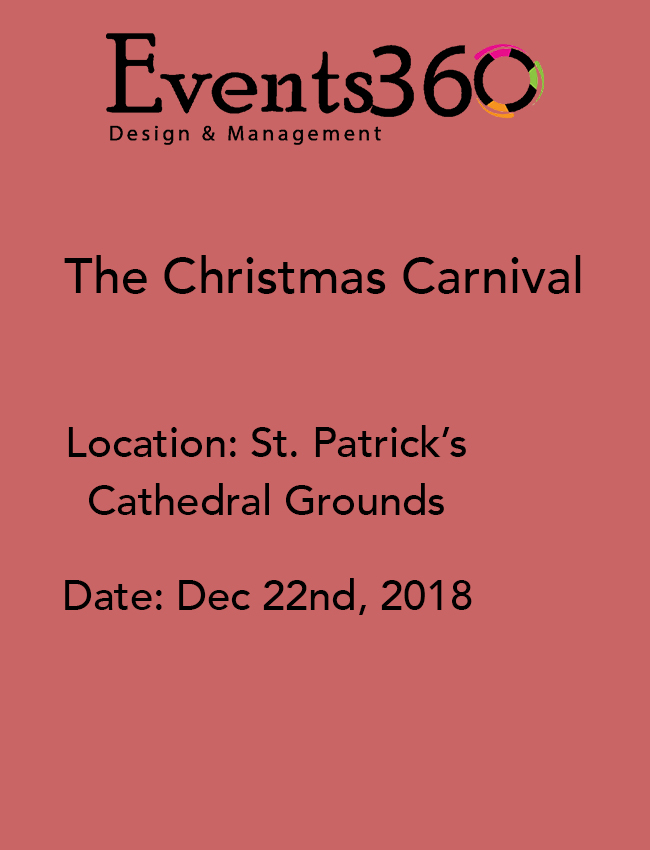 Events360
Design & Management
The Christmas Carnival
Location: St. Patrick’s
Cathedral Grounds
Date: Dec 22nd, 2018